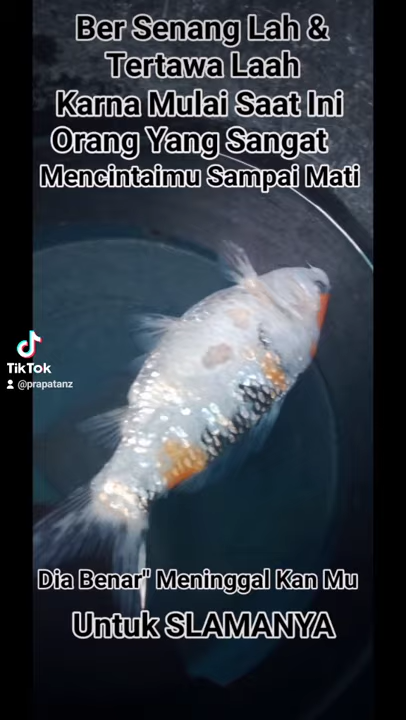 Ber Senang Lah &
Tertawa Laah
Karna Mulai Saat Ini
Orang Yang Sangat
Mencintaimu Sampai Mati
TikTok
@prapatanz
Dia Benar" Meninggal Kan Mu
Untuk SLAMANYA